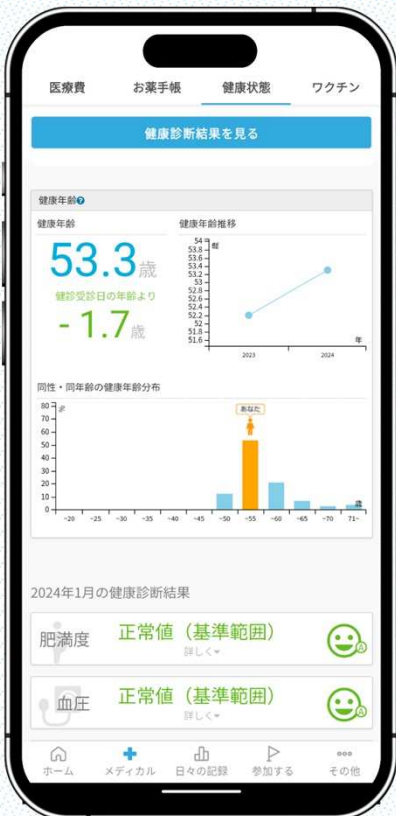 医療費 お薬手帳 健康状態 ワクチン
健康診断結果を見る
健康年齢?
健康年齢 健康年齢推移
53.3歳
健診受診日の年齢より
- 1.7歳
歳
54
53.8
53.6
53.4
53.2
53
52.8
52.6
52.4
52.2
52
51.8
51.6
年
2023 2024
同性・同年齢の健康年齢分布
%
80
70
60
50
40
30
20
10
0
あなた
歳
~20 ~25 ~30 ~35 ~40 ~45 ~50 ~55 ~60 ~65 ~70 71~
2024年1月の健康診断結果
肥満度 正常値（基準範囲） A
詳しく
血圧 正常値（基準範囲） A
詳しく
ホーム メディカル 日々の記録 参加する その他